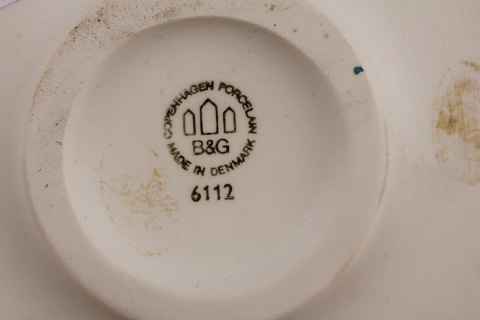 COPENHAGEN PORCELAIN
B&G
MADE IN DENMARK
6112